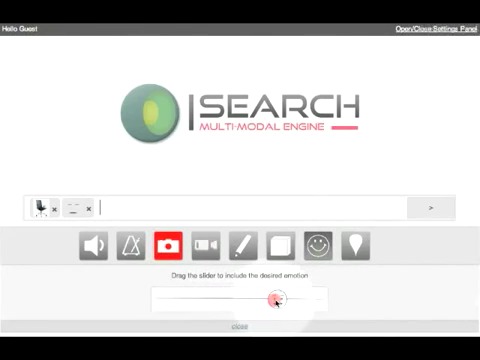 Hello Guest
Open/Close Settings Panel
|SEARCH
MULTI-MODAL ENGINE
x
x
>
Drag the slider to include the desired emotion
close